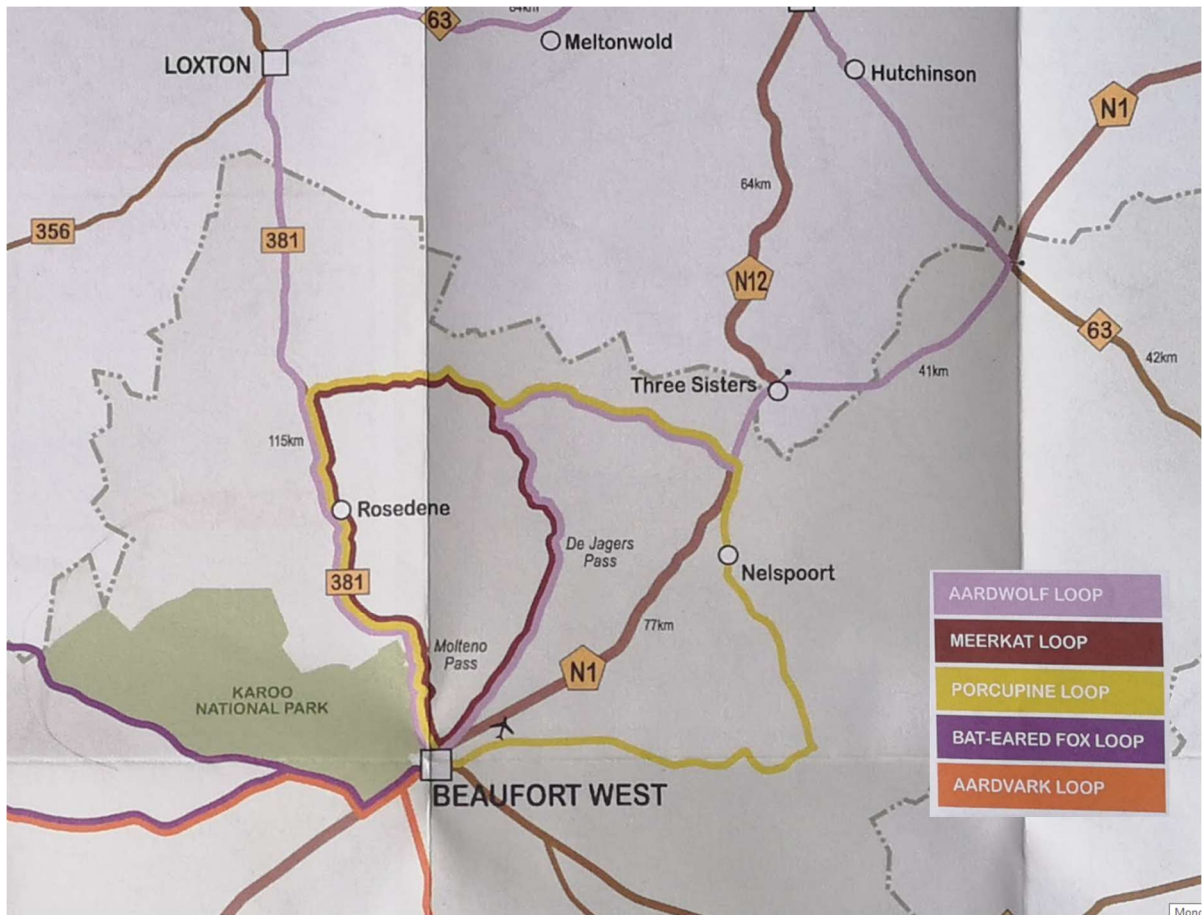 63
64km
LOXTON
Meltonwold
Hutchinson
N1
64km
356
381
N12
63
Three Sisters
41km
42km
115km
Rosedene
De Jagers
Pass
Nelspoort
381
77km
Molteno
Pass
N1
KAROO
NATIONAL PARK
BEAUFORT WEST
AARDWOLF LOOP
MEERKAT LOOP
PORCUPINE LOOP
BAT-EARED FOX LOOP
AARDVARK LOOP